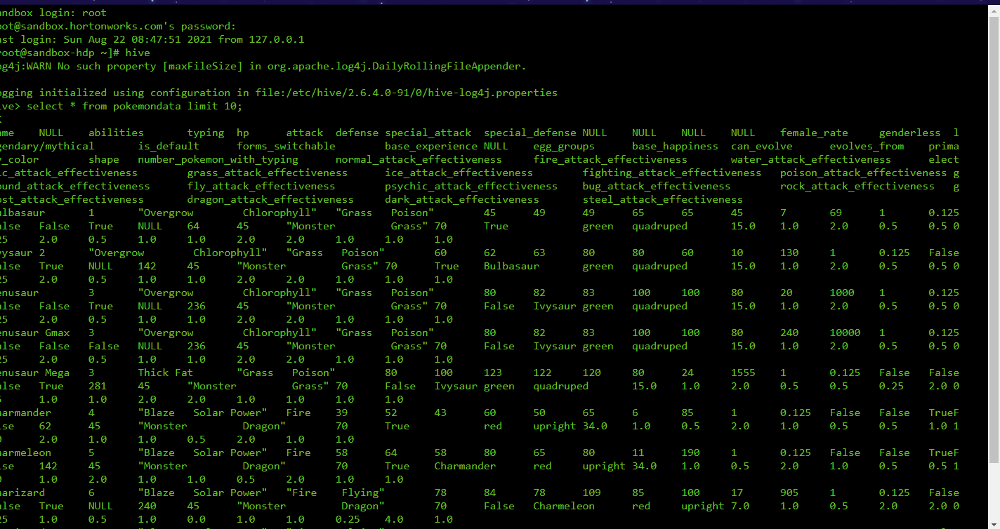 andbox login: root
oot@sandbox.hortonworks.com's password:
ast login: Sun Aug 22 08:47:51 2021 from 127.0.0.1
root@sandbox-hdp ~]# hive
og4j:WARN No such property [maxFileSize] in org.apache.log4j.DailyRollingFileAppender.
ogging initialized using configuration in file:/etc/hive/2.6.4.0-91/0/hive-log4j.properties
ive> select * from pokemondata limit 10;
ame NULL abilities typing hp attack defense special_attack special_defense NULL NULL NULL NULL female_rate genderless l
gendary/mythical is_default forms_switchable base_experience NULL egg_groups base_happiness can_evolve evolves_from prima
y_color shape number_pokemon_with_typing normal_attack_effectiveness fire_attack_effectiveness water_attack_effectiveness elect
ic_attack_effectiveness grass_attack_effectiveness ice_attack_effectiveness fighting_attack_effectiveness poison_attack_effectiveness g
ound_attack_effectiveness fly_attack_effectiveness psychic_attack_effectiveness bug_attack_effectiveness rock_attack_effectiveness g
ost_attack_effectiveness dragon_attack_effectiveness dark_attack_effectiveness steel_attack_effectiveness
ulbasaur 1 "Overgrow Chlorophyll" "Grass Poison" 45 49 49 65 65 45 7 69 1 0.125
alse False True NULL 64 45 "Monster Grass" 70 True green quadruped 15.0 1.0 2.0 0.5 0.5 0
25 2.0 0.5 1.0 1.0 2.0 2.0 1.0 1.0 1.0
vysaur 2 "Overgrow Chlorophyll" "Grass Poison" 60 62 63 80 80 60 10 130 1 0.125 False
alse True NULL 142 45 "Monster Grass" 70 True Bulbasaur green quadruped 15.0 1.0 2.0 0.5 0.5 0
25 2.0 0.5 1.0 1.0 2.0 2.0 1.0 1.0 1.0
enusaur 3 "Overgrow Chlorophyll" "Grass Poison" 80 82 83 100 100 80 20 1000 1 0.125
alse False True NULL 236 45 "Monster Grass" 70 False Ivysaur green quadruped 15.0 1.0 2.0 0.5 0.5 0
25 2.0 0.5 1.0 1.0 2.0 2.0 1.0 1.0 1.0
enusaur Gmax 3 "Overgrow Chlorophyll" "Grass Poison" 80 82 83 100 100 80 240 10000 1 0.125
alse False False NULL 236 45 "Monster Grass" 70 False Ivysaur green quadruped 15.0 1.0 2.0 0.5 0.5 0
25 2.0 0.5 1.0 1.0 2.0 2.0 1.0 1.0 1.0
enusaur Mega 3 Thick Fat "Grass Poison" 80 100 123 122 120 80 24 1555 1 0.125 False False
alse True 281 45 "Monster Grass" 70 False Ivysaur green quadruped 15.0 1.0 2.0 0.5 0.5 0.25 2.0 0
5 1.0 1.0 2.0 2.0 1.0 1.0 1.0 1.0
harmander 4 "Blaze Solar Power" Fire 39 52 43 60 50 65 6 85 1 0.125 False False TrueF
lse 62 45 "Monster Dragon" 70 True red upright 34.0 1.0 0.5 2.0 1.0 0.5 0.5 1.0 1
0 2.0 1.0 1.0 0.5 2.0 1.0 1.0
harmeleon 5 "Blaze Solar Power" Fire 58 64 58 80 65 80 11 190 1 0.125 False False TrueF
lse 142 45 "Monster Dragon" 70 True Charmander red upright 34.0 1.0 0.5 2.0 1.0 0.5 0.5 1
0 1.0 2.0 1.0 1.0 0.5 2.0 1.0 1.0
harizard 6 "Blaze Solar Power" "Fire Flying" 78 84 78 109 85 100 17 905 1 0.125 False
alse True NULL 240 45 "Monster Dragon" 70 False Charmeleon red upright 7.0 1.0 0.5 2.0 2.0 0
25 1.0 0.5 1.0 0.0 1.0 1.0 0.25 4.0 1.0